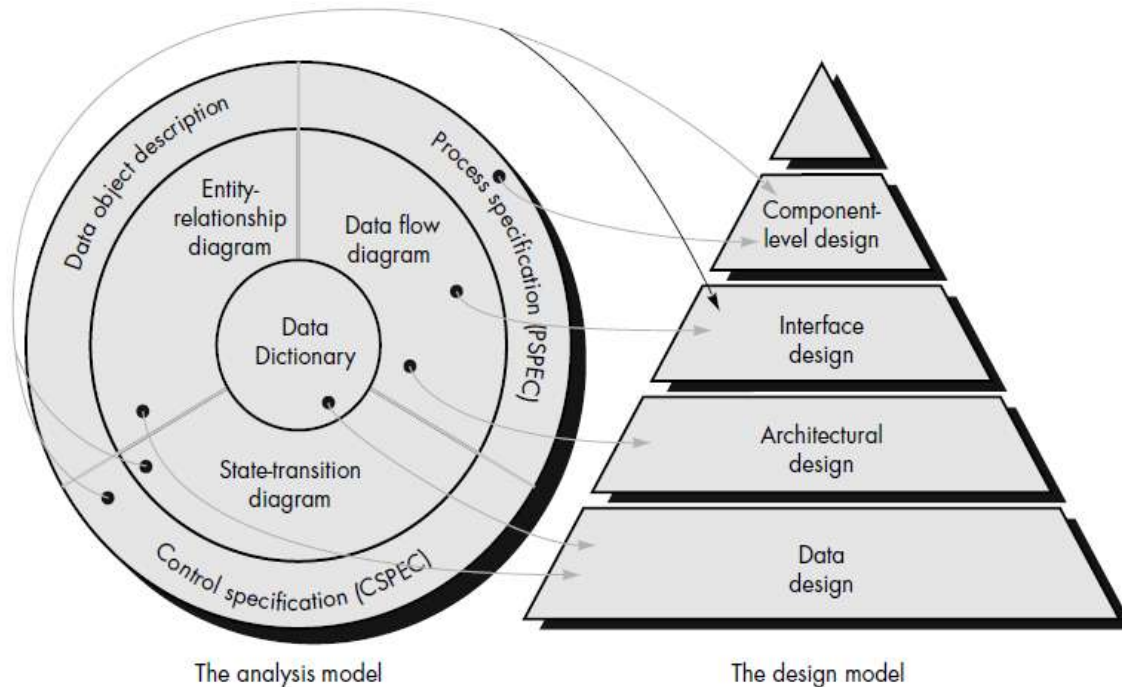 Data object description
Process specification (PSPEC)
Control specification (CSPEC)
Entity-
relationship
diagram
Data flow
diagram
Data
Dictionary
State-transition
diagram
Component-
level design
Interface
design
Architectural
design
Data
design
The analysis model
The design model